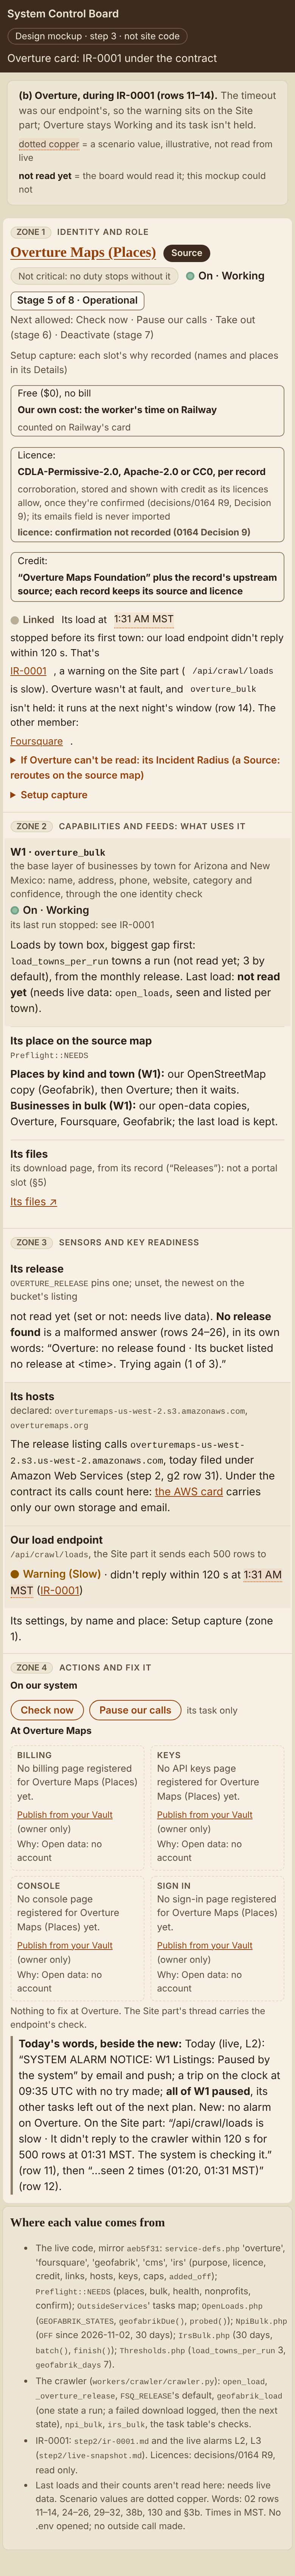 System Control Board
Design mockup · step 3 · not site code
Overture card: IR-0001 under the contract
(b) Overture, during IR-0001 (rows 11–14). The timeout
was our endpoint's, so the warning sits on the Site
part; Overture stays Working and its task isn't held.
dotted copper = a scenario value, illustrative, not read from
live
not read yet = the board would read it; this mockup could
not
ZONE 1 IDENTITY AND ROLE
Overture Maps (Places) Source
Not critical: no duty stops without it On · Working
Stage 5 of 8 · Operational
Next allowed: Check now · Pause our calls · Take out
(stage 6) · Deactivate (stage 7)
Setup capture: each slot's why recorded (names and places
in its Details)
Free ($0), no bill
Our own cost: the worker's time on Railway
counted on Railway's card
Licence:
CDLA-Permissive-2.0, Apache-2.0 or CC0, per record
corroboration, stored and shown with credit as its licences
allow, once they're confirmed (decisions/0164 R9, Decision
9); its emails field is never imported
licence: confirmation not recorded (0164 Decision 9)
Credit:
“Overture Maps Foundation” plus the record's upstream
source; each record keeps its source and licence
Linked Its load at 1:31 AM MST
stopped before its first town: our load endpoint didn't reply
within 120 s. That's
IR-0001 , a warning on the Site part ( /api/crawl/loads
is slow). Overture wasn't at fault, and overture_bulk
isn't held: it runs at the next night's window (row 14). The
other member:
Foursquare .
▶ If Overture can't be read: its Incident Radius (a Source:
reroutes on the source map)
▶ Setup capture
ZONE 2 CAPABILITIES AND FEEDS: WHAT USES IT
W1 · overture_bulk
the base layer of businesses by town for Arizona and New
Mexico: name, address, phone, website, category and
confidence, through the one identity check
On · Working
its last run stopped: see IR-0001
Loads by town box, biggest gap first:
load_towns_per_run towns a run (not read yet; 3 by
default), from the monthly release. Last load: not read
yet (needs live data: open_loads, seen and listed per
town).
Its place on the source map
Preflight::NEEDS
Places by kind and town (W1): our OpenStreetMap
copy (Geofabrik), then Overture; then it waits.
Businesses in bulk (W1): our open-data copies,
Overture, Foursquare, Geofabrik; the last load is kept.
Its files
its download page, from its record (“Releases”): not a portal
slot (§5)
Its files ↗
ZONE 3 SENSORS AND KEY READINESS
Its release
OVERTURE_RELEASE pins one; unset, the newest on the
bucket's listing
not read yet (set or not: needs live data). No release
found is a malformed answer (rows 24–26), in its own
words: “Overture: no release found · Its bucket listed
no release at <time>. Trying again (1 of 3).”
Its hosts
declared: overturemaps-us-west-2.s3.amazonaws.com,
overturemaps.org
The release listing calls overturemaps-us-west-
2.s3.us-west-2.amazonaws.com, today filed under
Amazon Web Services (step 2, g2 row 31). Under the
contract its calls count here: the AWS card carries
only our own storage and email.
Our load endpoint
/api/crawl/loads, the Site part it sends each 500 rows to
Warning (Slow) · didn't reply within 120 s at 1:31 AM
MST (IR-0001)
Its settings, by name and place: Setup capture (zone
1).
ZONE 4 ACTIONS AND FIX IT
On our system
Check now Pause our calls its task only
At Overture Maps
BILLING
No billing page registered
for Overture Maps (Places)
yet.
Publish from your Vault
(owner only)
Why: Open data: no
account
KEYS
No API keys page
registered for Overture
Maps (Places) yet.
Publish from your Vault
(owner only)
Why: Open data: no
account
CONSOLE
No console page
registered for Overture
Maps (Places) yet.
Publish from your Vault
(owner only)
Why: Open data: no
account
SIGN IN
No sign-in page registered
for Overture Maps (Places)
yet.
Publish from your Vault
(owner only)
Why: Open data: no
account
Nothing to fix at Overture. The Site part's thread carries the
endpoint's check.
Today's words, beside the new: Today (live, L2):
“SYSTEM ALARM NOTICE: W1 Listings: Paused by
the system” by email and push; a trip on the clock at
09:35 UTC with no try made; all of W1 paused, its
other tasks left out of the next plan. New: no alarm
on Overture. On the Site part: “/api/crawl/loads is
slow · It didn't reply to the crawler within 120 s for
500 rows at 01:31 MST. The system is checking it.”
(row 11), then “...seen 2 times (01:20, 01:31 MST)”
(row 12).
Where each value comes from
• The live code, mirror aeb5f31: service-defs.php 'overture',
'foursquare', 'geofabrik', 'cms', 'irs' (purpose, licence,
credit, links, hosts, keys, caps, added_off);
Preflight::NEEDS (places, bulk, health, nonprofits,
council); OutsideServices' tasks map; OpenLoads.php
(GEOFABRIK_STATES, geofabrikDue(), probed()); NpiBulk.php
(OFF since 2026-11-02, 30 days); IrsBulk.php (30 days,
batch(), finish()); Thresholds.php (load_towns_per_run 3,
geofabrik_days 7).
• The crawler (workers/crawler/crawler.py): open_load,
_overture_release, FSQ_RELEASE's default, geofabrik_load
(one state a run; a failed download logged, then the next
state), npi_bulk, irs_bulk, the task table's checks.
• IR-0001: step2/ir-0001.md and the live alarms L2, L3
(step2/live-snapshot.md). Licences: decisions/0164 R9,
read only.
• Last loads and their counts aren't read here: needs live
data. Scenario values are dotted copper. Words: 02 rows
11–14, 24–26, 29–32, 38b, 130 and §3b. Times in MST. No
.env opened; no outside call made.